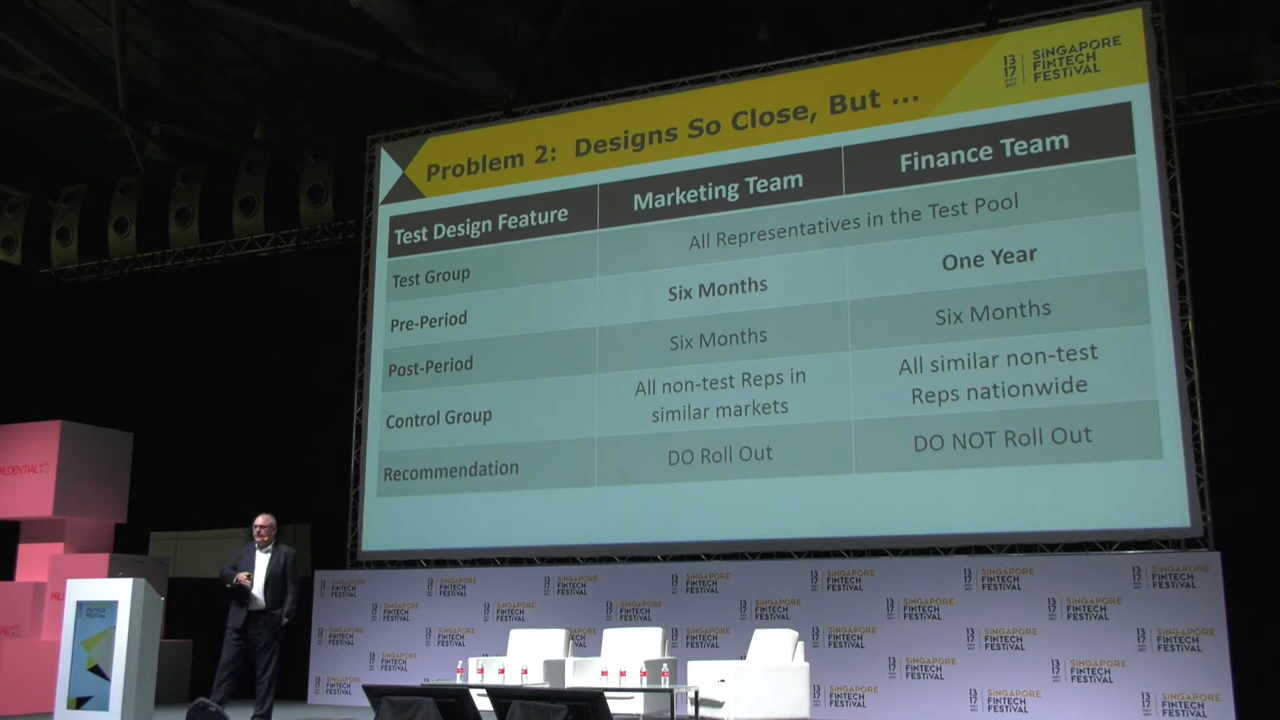 Problem 2: Designs So Close, But ...
13
17
SiNGAPORE
FiNTECH
FESTiVAL
Test Design Feature
Marketing Team
Finance Team
Test Group
All Representatives in the Test Pool
Pre-Period
Six Months
One Year
Post-Period
Six Months
Six Months
Control Group
All non-test Reps in
similar markets
All similar non-test
Reps nationwide
Recommendation
DO Roll Out
DO NOT Roll Out
SiNGAPORE
FiNTECH
FESTiVAL
13
17